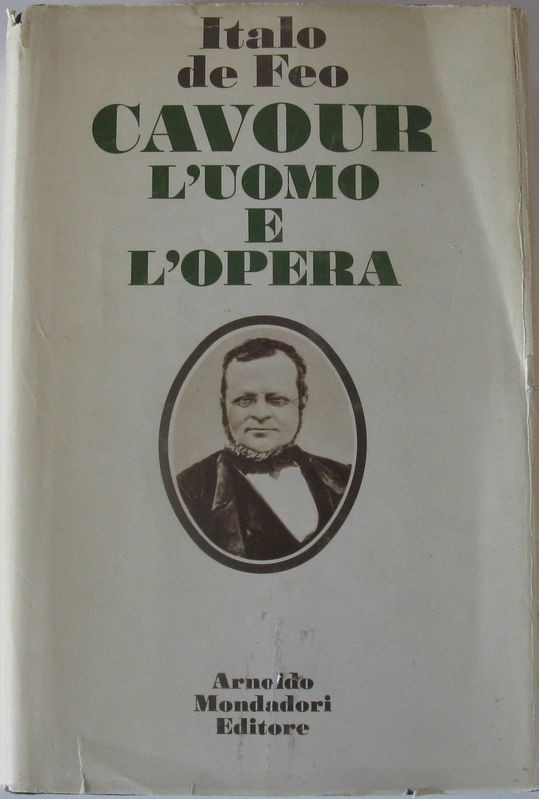 Italo
de Feo
CAVOUR
L'UOMO
E
L'OPERA
Arnoldo
Mondadori
Editore